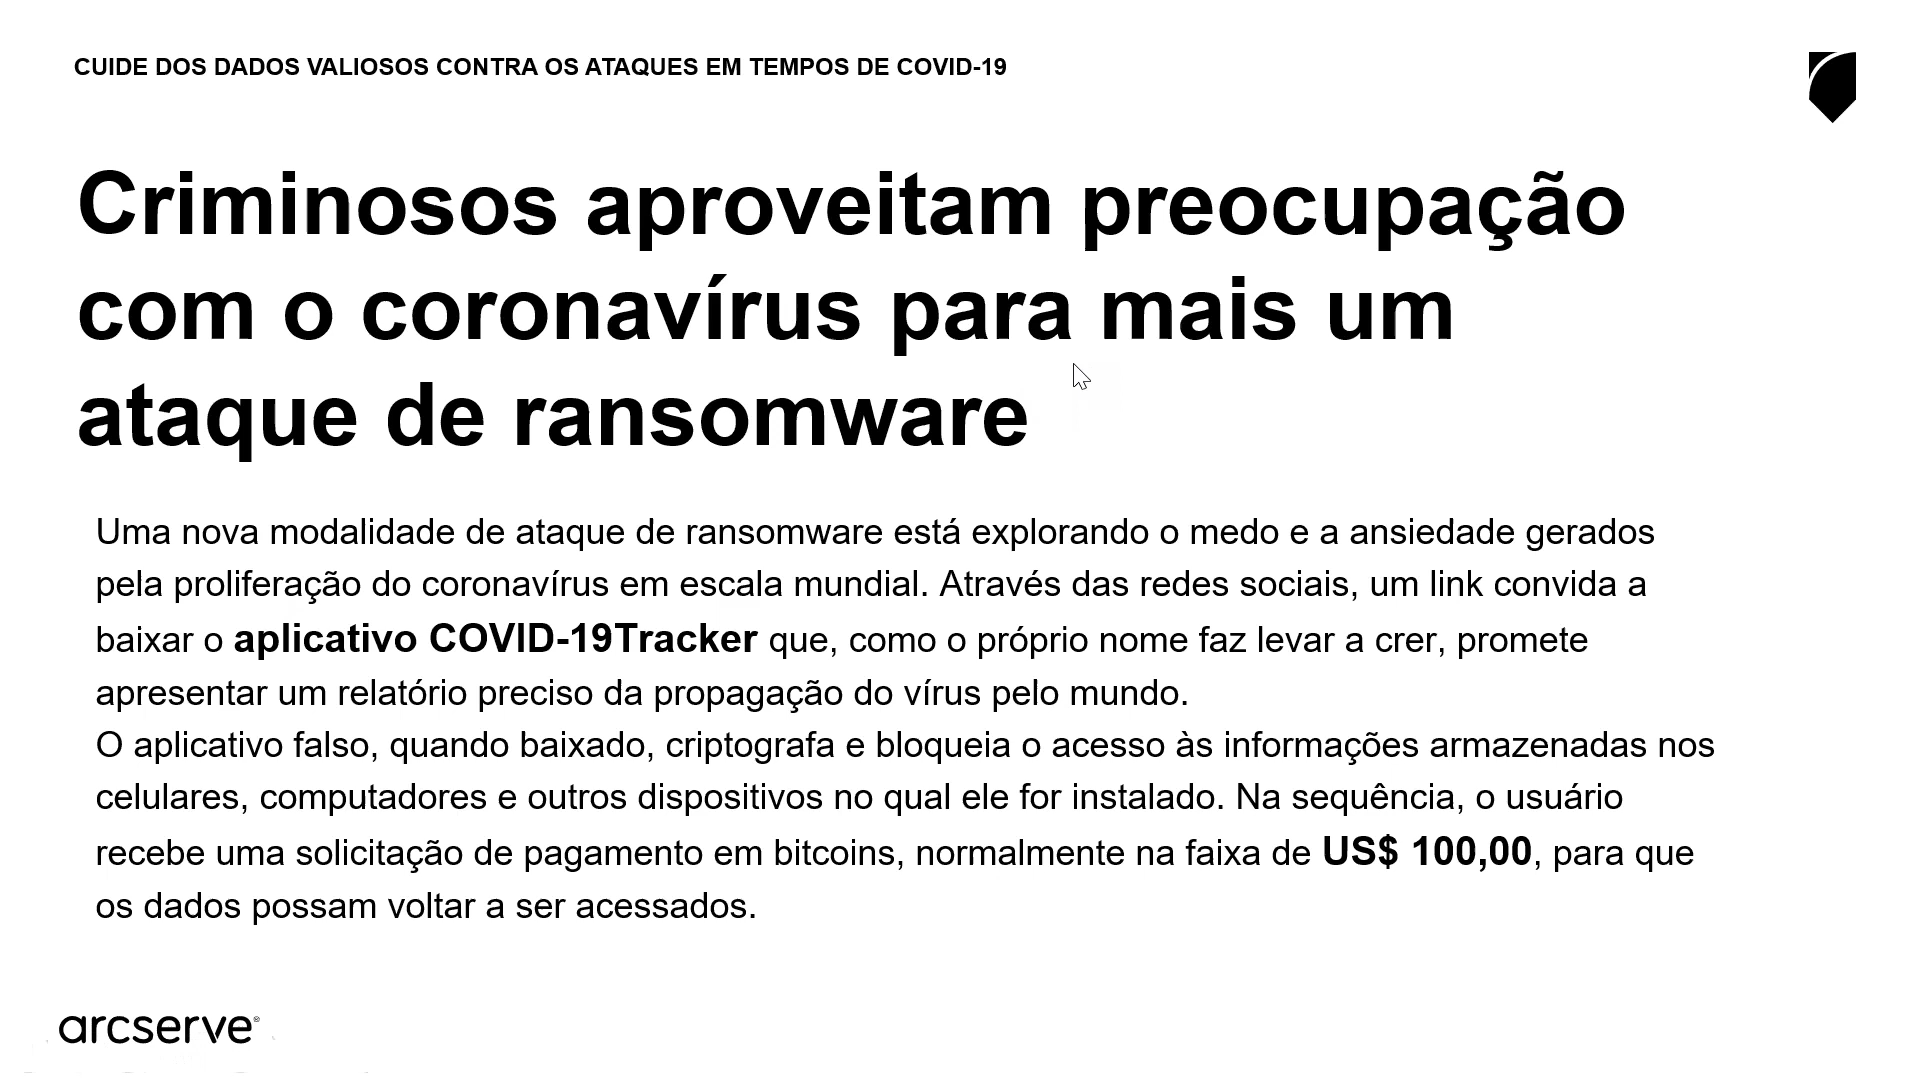 CUIDE DOS DADOS VALIOSOS CONTRA OS ATAQUES EM TEMPOS DE COVID-19
Criminosos aproveitam preocupação
com o coronavírus para mais um
ataque de ransomware
Uma nova modalidade de ataque de ransomware está explorando o medo e a ansiedade gerados
pela proliferação do coronavírus em escala mundial. Através das redes sociais, um link convida a
baixar o aplicativo COVID-19Tracker que, como o próprio nome faz levar a crer, promete
apresentar um relatório preciso da propagação do vírus pelo mundo.
O aplicativo falso, quando baixado, criptografa e bloqueia o acesso às informações armazenadas nos
celulares, computadores e outros dispositivos no qual ele for instalado. Na sequência, o usuário
recebe uma solicitação de pagamento em bitcoins, normalmente na faixa de US$ 100,00, para que
os dados possam voltar a ser acessados.
arcserve®